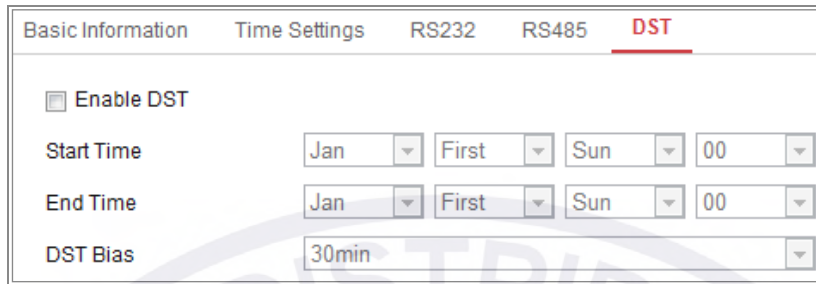 Basic Information Time Settings RS232 RS485 DST
Enable DST
Start Time Jan First Sun 00
End Time Jan First Sun 00
DST Bias 30min